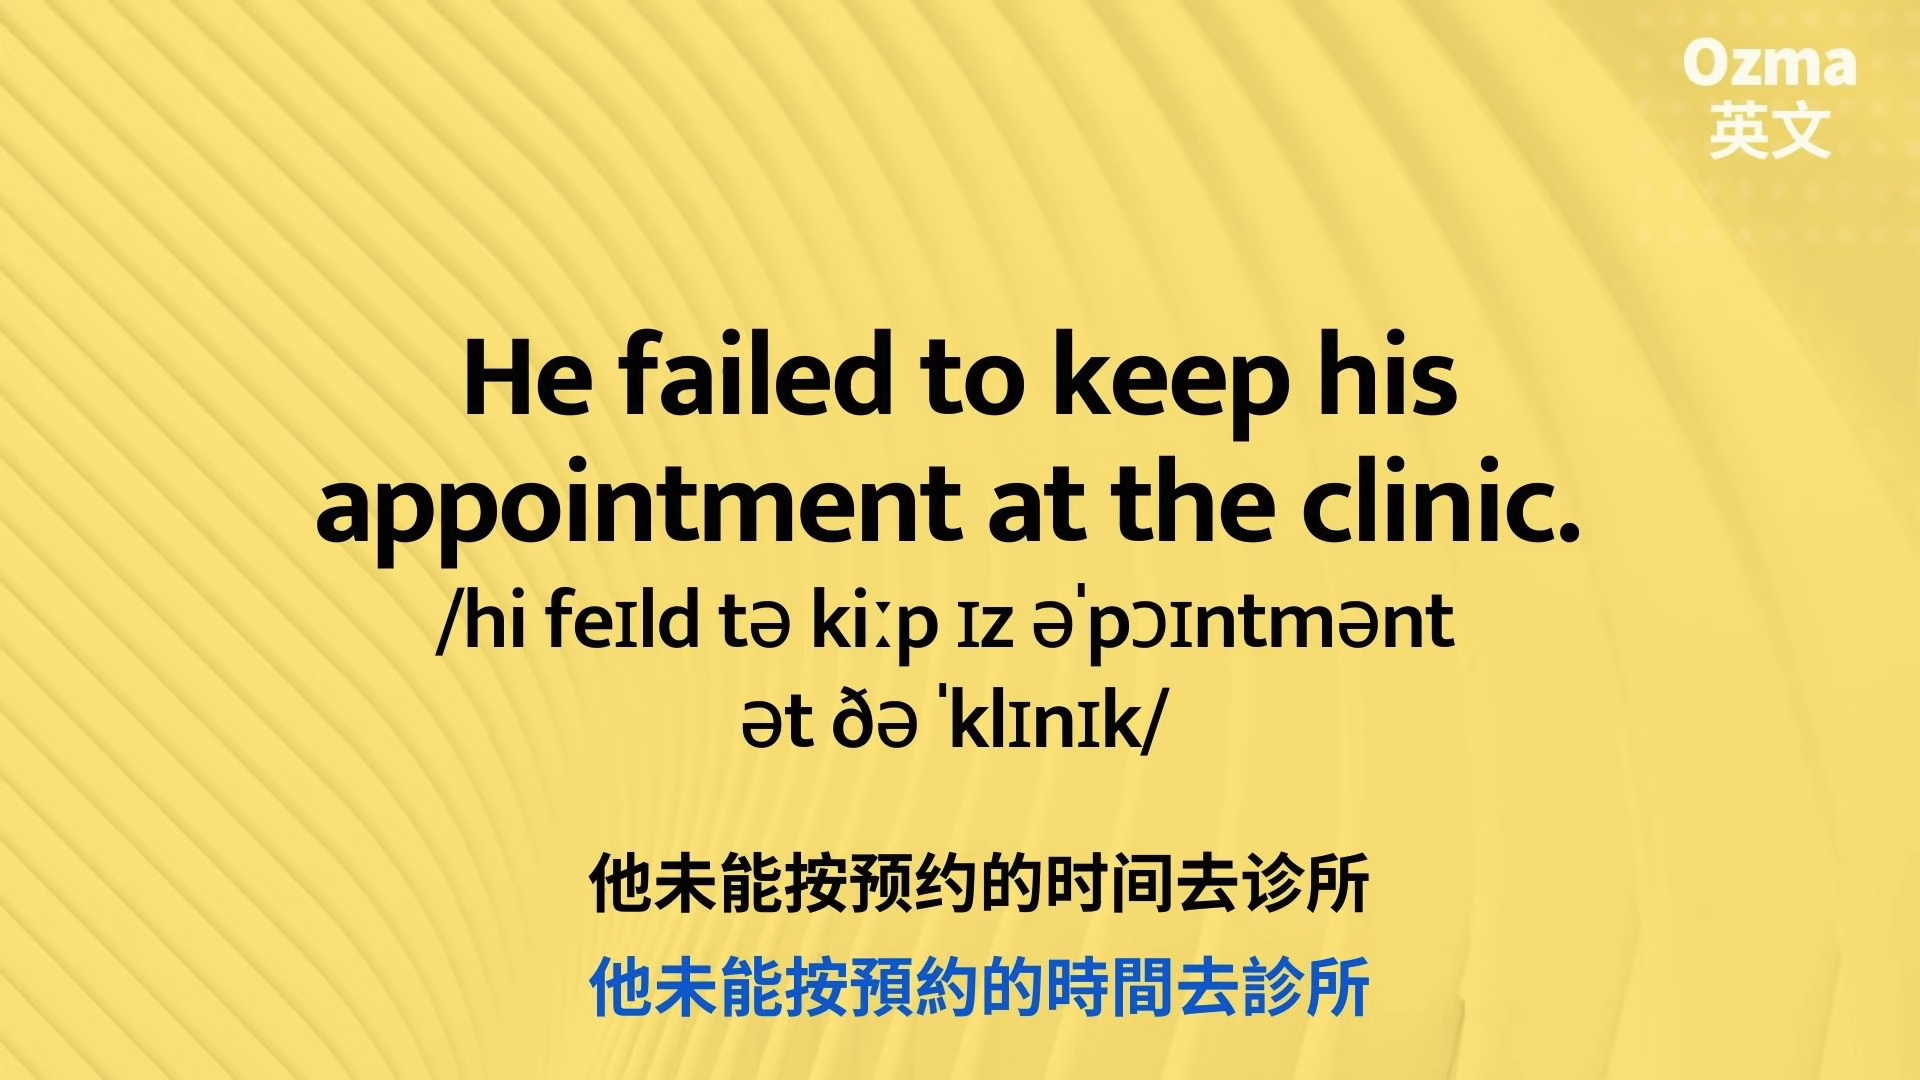 Ozma
英文
He failed to keep his
appointment at the clinic.
/hi feɪld tə kiːp ɪz əˈpɔɪntmənt
ət ðə ˈklɪnɪk/
他未能按预约的时间去诊所
他未能按預約的時間去診所